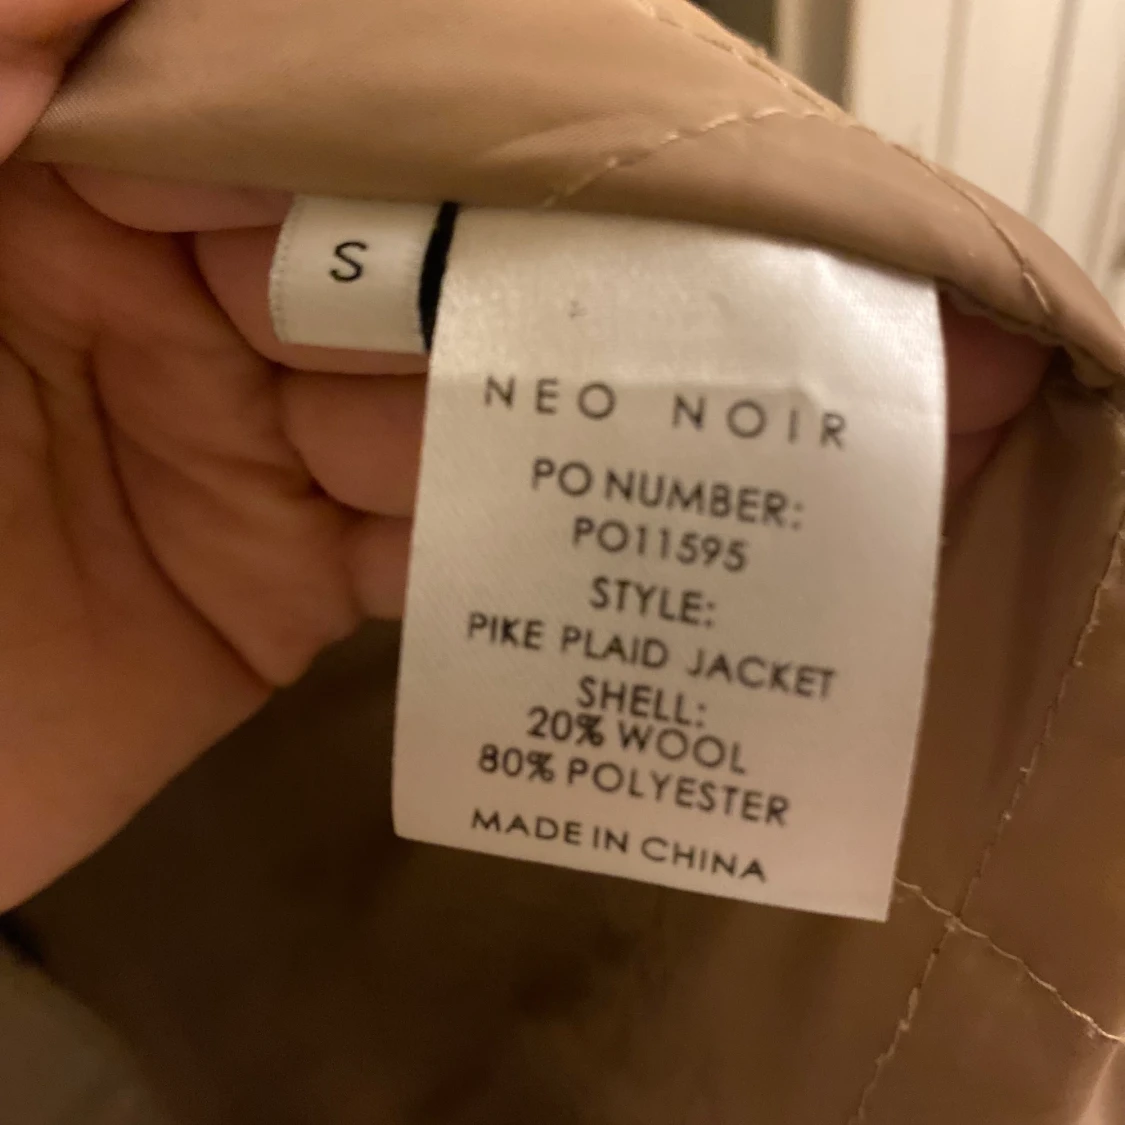 S
NEO NOIR
PO NUMBER:
PO11595
STYLE:
PIKE PLAID JACKET
SHELL:
20% WOOL
80% POLYESTER
MADE IN CHINA